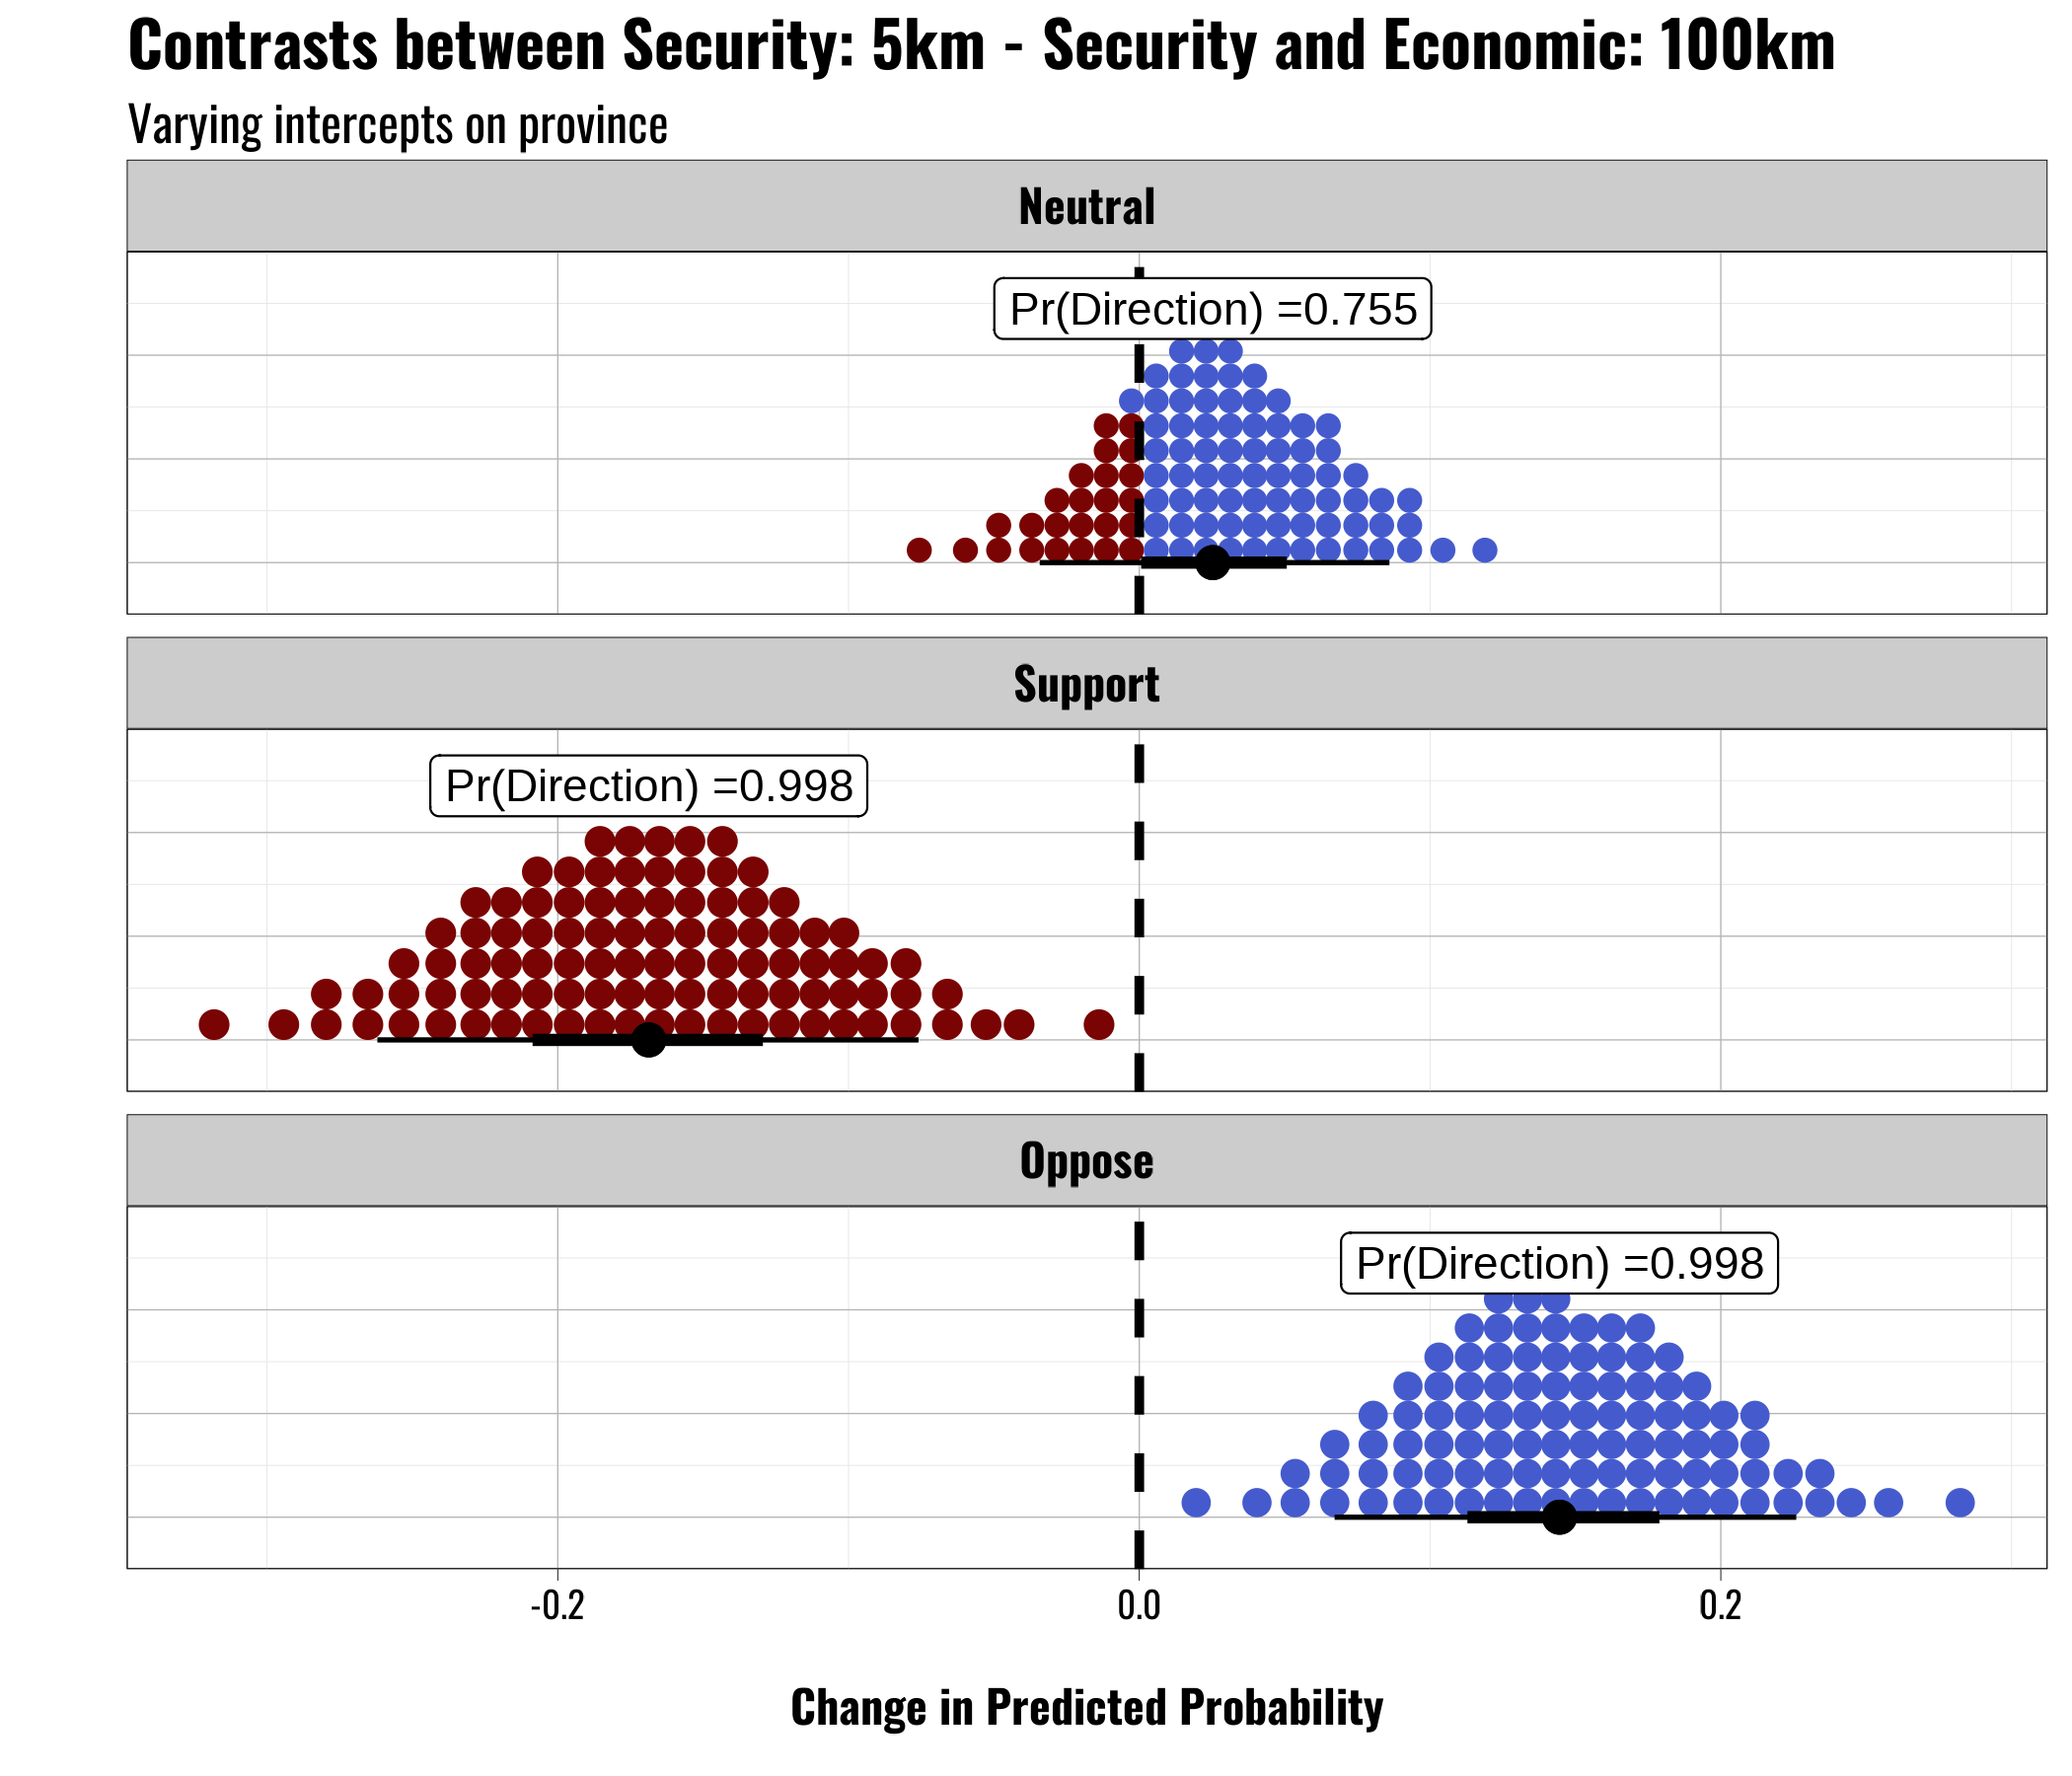 Contrasts between Security: 5km - Security and Economic: 100km
Varying intercepts on province
Neutral
Pr(Direction) =0.755
Support
Pr(Direction) =0.998
Oppose
Pr(Direction) =0.998
-0.2 0.0 0.2
Change in Predicted Probability